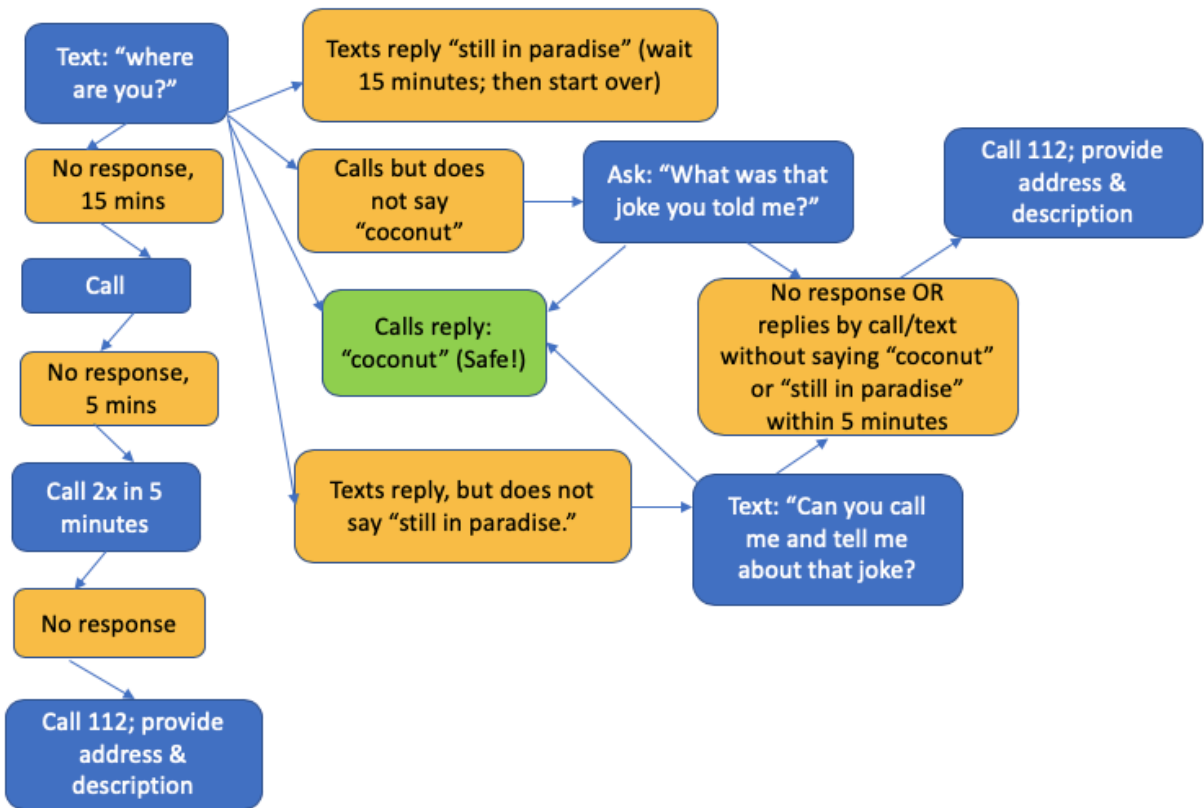 Text: “where
are you?”
Texts reply “still in paradise” (wait
15 minutes; then start over)
No response,
15 mins
Calls but does
not say
“coconut”
Ask: “What was that
joke you told me?”
Call 112; provide
address &
description
Call
Calls reply:
“coconut” (Safe!)
No response OR
replies by call/text
without saying “coconut”
or “still in paradise”
within 5 minutes
No response,
5 mins
Call 2x in 5
minutes
Texts reply, but does not
say “still in paradise.”
Text: “Can you call
me and tell me
about that joke?
No response
Call 112; provide
address &
description